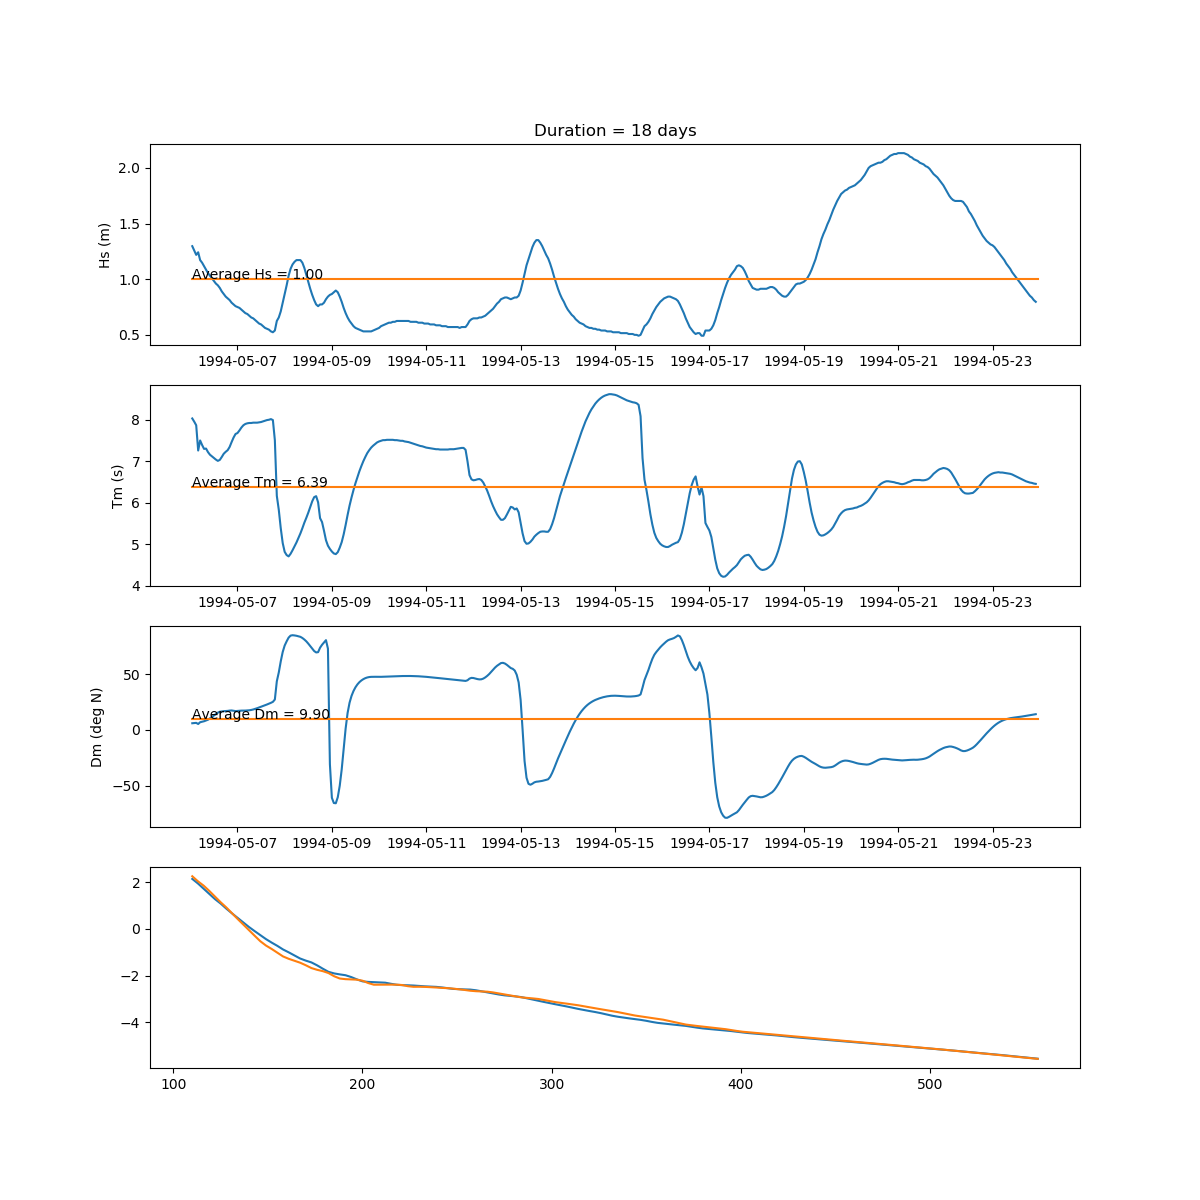 Duration = 18 days
Hs (m)
2.0
1.5
1.0
0.5
Average Hs = 1.00
1994-05-07 1994-05-09 1994-05-11 1994-05-13 1994-05-15 1994-05-17 1994-05-19 1994-05-21 1994-05-23
Tm (s)
8
7
6
5
4
Average Tm = 6.39
1994-05-07 1994-05-09 1994-05-11 1994-05-13 1994-05-15 1994-05-17 1994-05-19 1994-05-21 1994-05-23
Dm (deg N)
50
0
−50
Average Dm = 9.90
1994-05-07 1994-05-09 1994-05-11 1994-05-13 1994-05-15 1994-05-17 1994-05-19 1994-05-21 1994-05-23
2
0
−2
−4
100 200 300 400 500